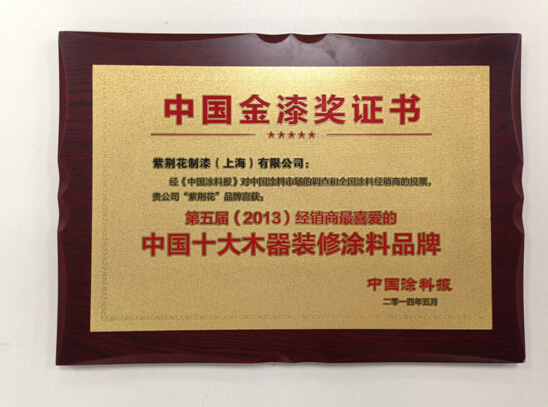 中国金漆奖证书
★★★★★
紫荆花制漆（上海）有限公司：
经《中国涂料报》对中国涂料市场的调查和全国涂料经销商的投票，
贵公司“紫荆花”品牌喜获：
第五届（2013）经销商最喜爱的
中国十大木器装修涂料品牌
中国涂料报
二零一四年五月